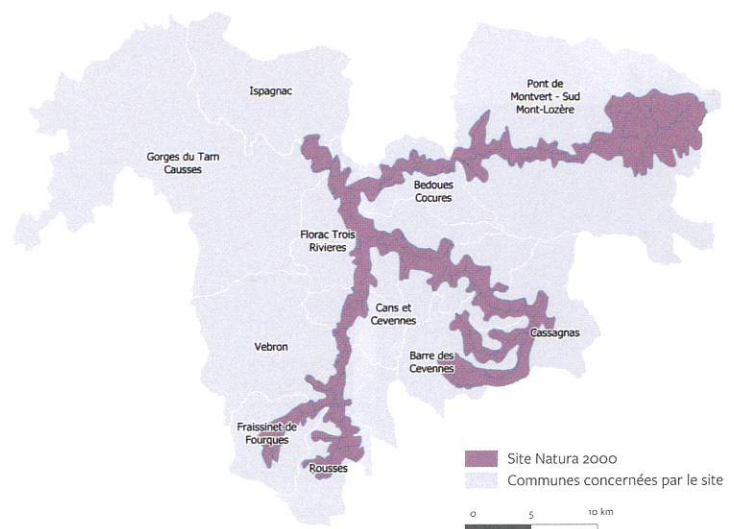 Ispagnac
Pont de
Montvert - Sud
Mont-Lozère
Gorges du Tarn
Causses
Bedoues
Cocures
Florac Trois
Rivieres
Cans et
Cevennes
Cassagnas
Vebron
Barre des
Cevennes
Fraissinet de
Fourques
Rousses
Site Natura 2000
Communes concernées par le site
0 5 10 km